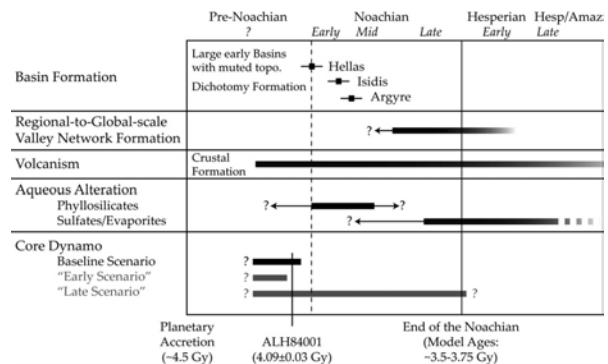 Pre-Noachian Noachian Hesperian Hesp/Amaz
? Early Mid Late Early Late
Large early Basins
with muted topo.
Hellas
Basin Formation
Dichotomy Formation
Isidis
Argyre
Regional-to-Global-scale
Valley Network Formation
?
Volcanism
Crustal
Formation
Aqueous Alteration
Phyllosilicates ? ?
Sulfates/Evaporites ?
Core Dynamo
Baseline Scenario ?
"Early Scenario" ?
"Late Scenario" ? ?
Planetary
Accretion
(~4.5 Gy)
ALH84001
(4.09±0.03 Gy)
End of the Noachian
(Model Ages:
~3.5-3.75 Gy)